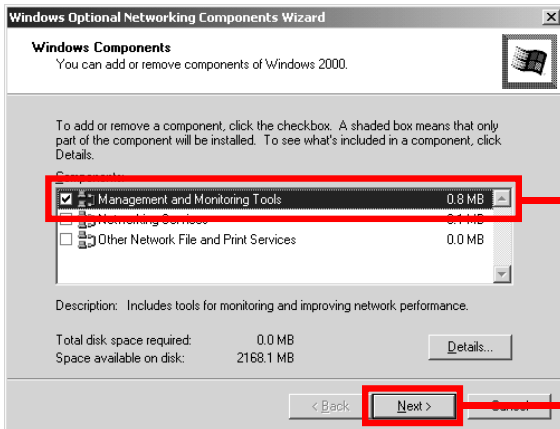 Windows Optional Networking Components Wizard
Windows Components
You can add or remove components of Windows 2000.
To add or remove a component, click the checkbox. A shaded box means that only
part of the component will be installed. To see what's included in a component, click
Details.
Components:
Management and Monitoring Tools 0.8 MB
Networking Services 0.1 MB
Other Network File and Print Services 0.0 MB
Description: Includes tools for monitoring and improving network performance.
Total disk space required: 0.0 MB
Space available on disk: 2168.1 MB
Details...
< Back Next > Cancel